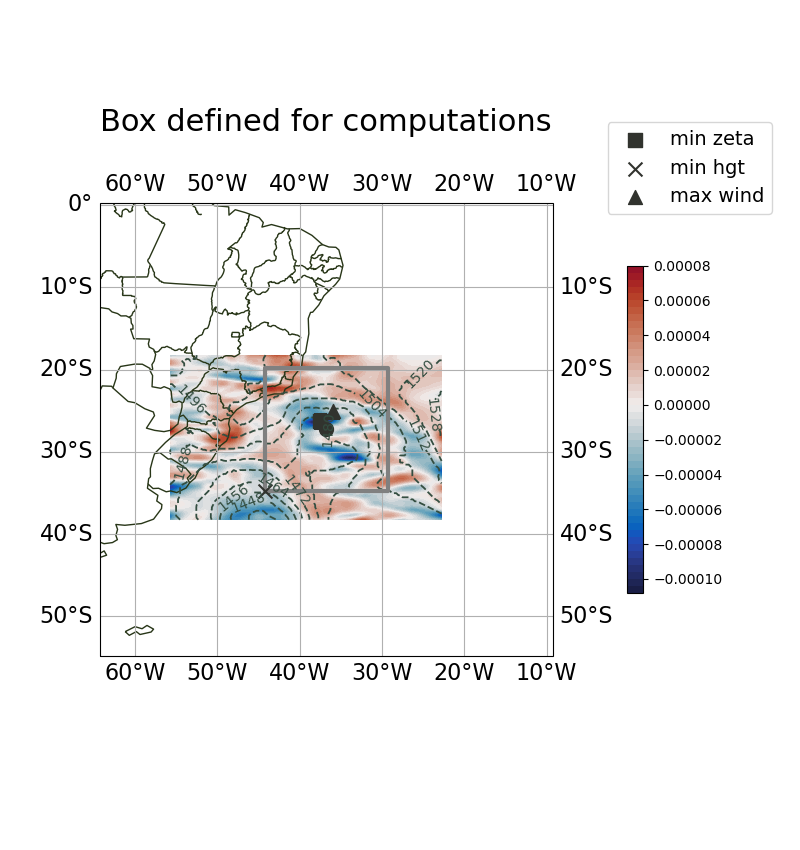 Box defined for computations
min zeta
min hgt
max wind
60°W 50°W 40°W 30°W 20°W 10°W
0°
10°S 10°S
20°S 20°S
30°S 30°S
40°S 40°S
50°S 50°S
60°W 50°W 40°W 30°W 20°W 10°W
1520
1528
1504
1512
1488
1456
1448
1464
1472
0.00008
0.00006
0.00004
0.00002
0.00000
−0.00002
−0.00004
−0.00006
−0.00008
−0.00010